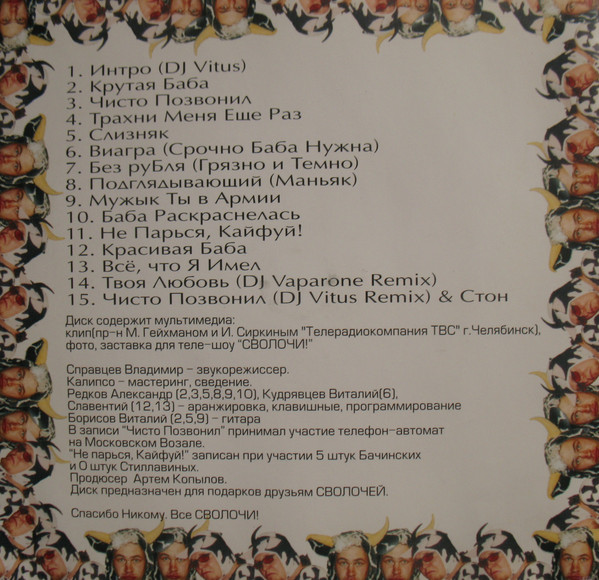 1. Интро (DJ Vitus)
2. Крутая Баба
3. Чисто Позвонил
4. Трахни Меня Еще Раз
5. Слизняк
6. Виагра (Срочно Баба Нужна)
7. Без руБля (Грязно и Темно)
8. Подглядывающий (Маньяк)
9. Мужык Ты в Армии
10. Баба Раскраснелась
11. Не Парься, Кайфуй!
12. Красивая Баба
13. Всё, что Я Имел
14. Твоя Любовь (DJ Vaparone Remix)
15. Чисто Позвонил (DJ Vitus Remix) & Стон
Диск содержит мультимедиа:
клип(пр-н М. Гейхманом и И. Сиркиным "Телерадиокомпания ТВС" г.Челябинск),
фото, заставка для теле-шоу "СВОЛОЧИ!"
Справцев Владимир - звукорежиссер.
Калипсо - мастеринг, сведение.
Редков Александр (2,3,5,8,9,10), Кудрявцев Виталий(6),
Славентий (12,13) - аранжировка, клавишные, программирование
Борисов Виталий (2,5,9) - гитара
В записи "Чисто Позвонил" принимал участие телефон-автомат
на Московском Возале.
"Не парься, Кайфуй!" записан при участии 5 штук Бачинских
и 0 штук Стиллавиных.
Продюсер Артем Копылов.
Диск предназначен для подарков друзьям СВОЛОЧЕЙ.
Спасибо Никому. Все СВОЛОЧИ!